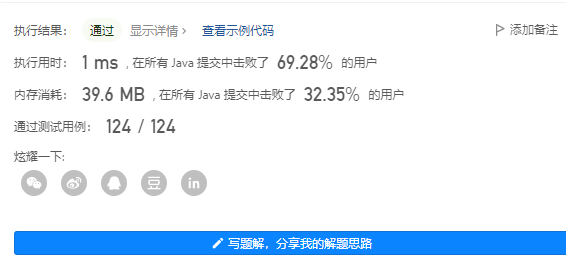 执行结果： 通过 显示详情 › 查看示例代码 添加备注
执行用时： 1 ms , 在所有 Java 提交中击败了 69.28% 的用户
内存消耗： 39.6 MB , 在所有 Java 提交中击败了 32.35% 的用户
通过测试用例： 124 / 124
炫耀一下:
豆 in
写题解，分享我的解题思路